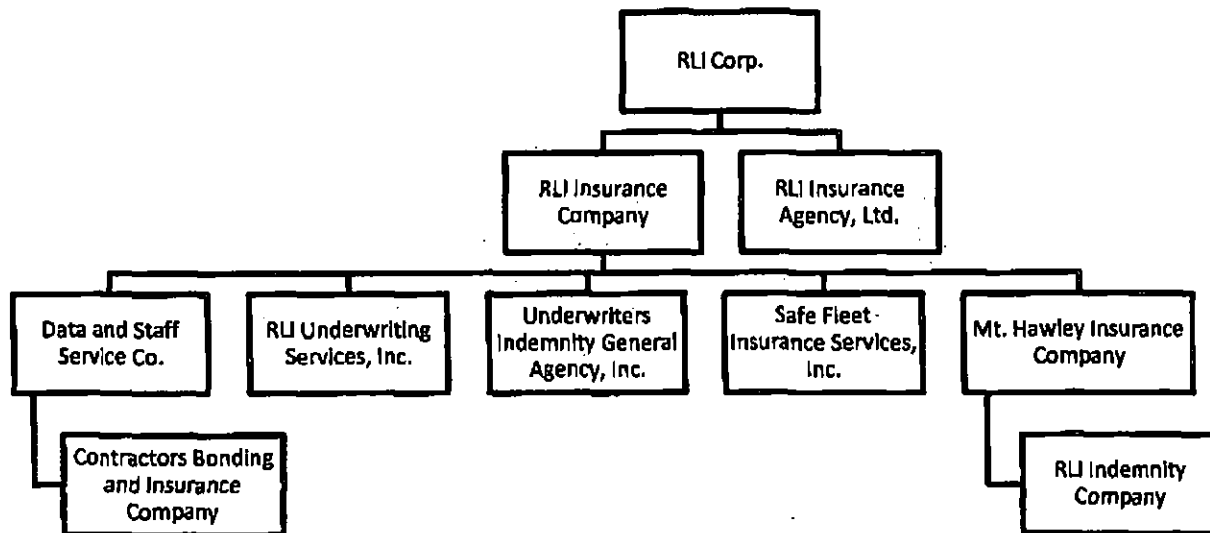 RLI Corp.
RLI Insurance
Company
RLI Insurance
Agency, Ltd.
Data and Staff
Service Co.
RLI Underwriting
Services, Inc.
Underwriters
Indemnity General
Agency, Inc.
Safe Fleet
Insurance Services,
Inc.
Mt. Hawley Insurance
Company
Contractors Bonding
and Insurance
Company
RLI Indemnity
Company